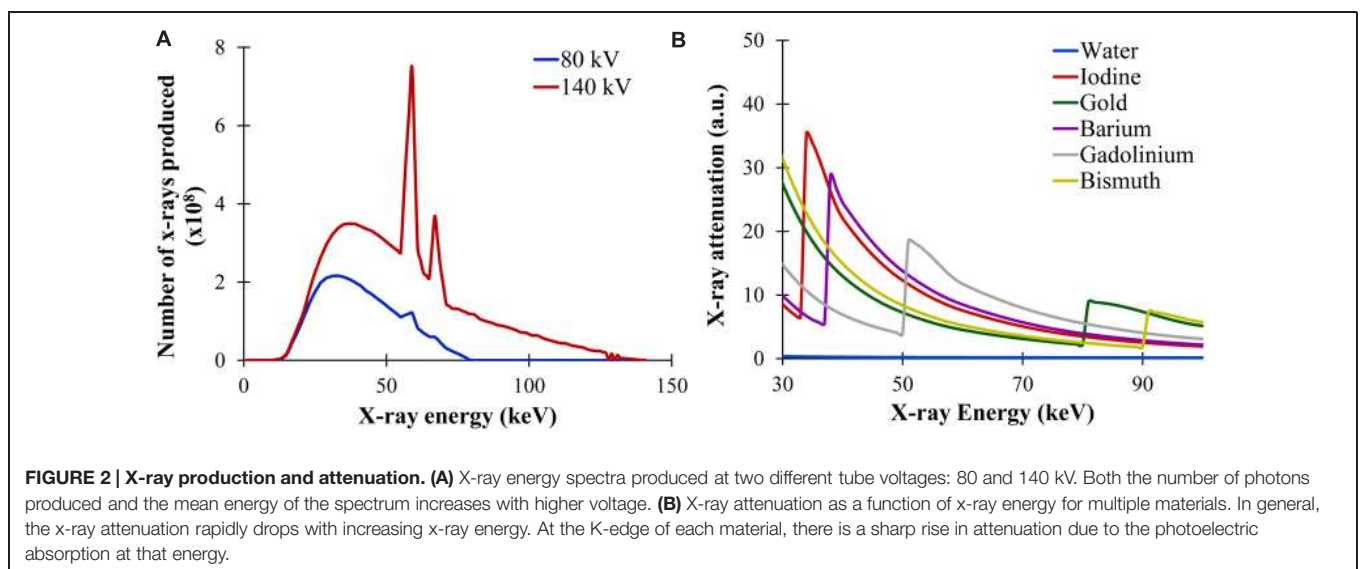 A
Number of x-rays produced
(x10⁸)
8
6
4
2
0
0 50 100 150
X-ray energy (keV)
80 kV
140 kV
B
X-ray attenuation (a.u.)
50
40
30
20
10
0
30 50 70 90
X-ray Energy (keV)
Water
Iodine
Gold
Barium
Gadolinium
Bismuth
FIGURE 2 | X-ray production and attenuation. (A) X-ray energy spectra produced at two different tube voltages: 80 and 140 kV. Both the number of photons
produced and the mean energy of the spectrum increases with higher voltage. (B) X-ray attenuation as a function of x-ray energy for multiple materials. In general,
the x-ray attenuation rapidly drops with increasing x-ray energy. At the K-edge of each material, there is a sharp rise in attenuation due to the photoelectric
absorption at that energy.